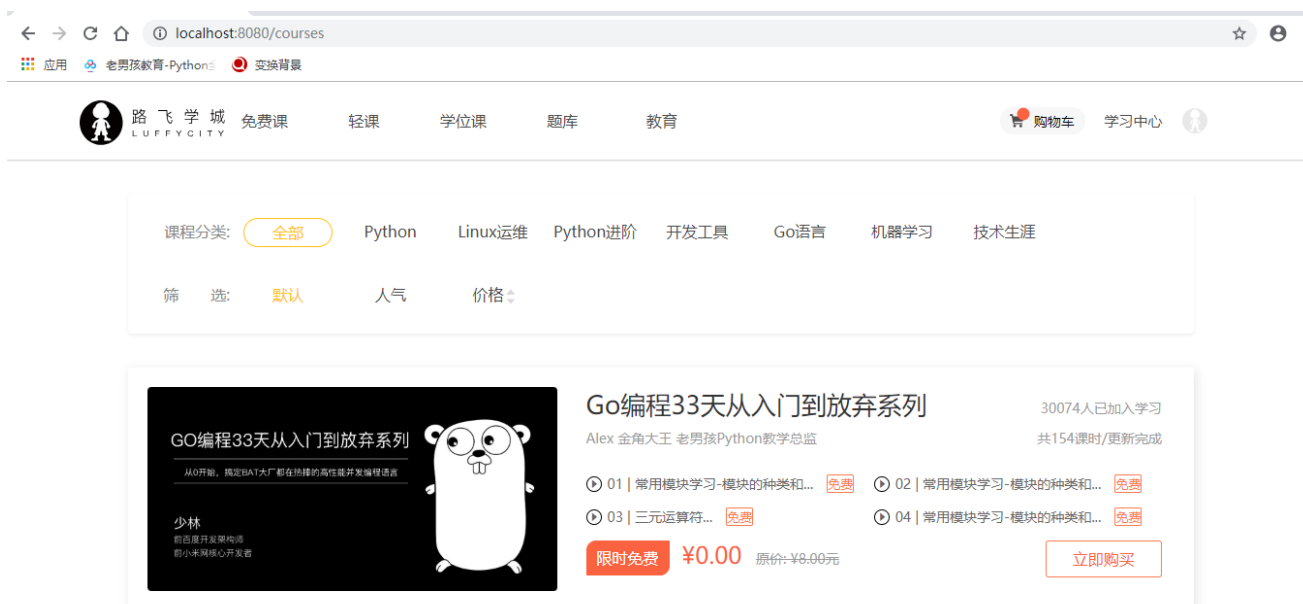 localhost:8080/courses
应用 老男孩教育-Python 变换背景
路飞学城 LUFFYCITY 免费课 轻课 学位课 题库 教育 购物车 学习中心
课程分类: 全部 Python Linux运维 Python进阶 开发工具 Go语言 机器学习 技术生涯
筛 选: 默认 人气 价格
GO编程33天从入门到放弃系列
从0开始，搞定BAT大厂都在热捧的高性能并发编程语言
少林
前百度开发架构师
前小米网核心开发者
Go编程33天从入门到放弃系列 30074人已加入学习
Alex 金角大王 老男孩Python教学总监 共154课时/更新完成
01 | 常用模块学习-模块的种类和... 免费 02 | 常用模块学习-模块的种类和... 免费
03 | 三元运算符... 免费 04 | 常用模块学习-模块的种类和... 免费
限时免费 ¥0.00 原价: ¥8.00元 立即购买